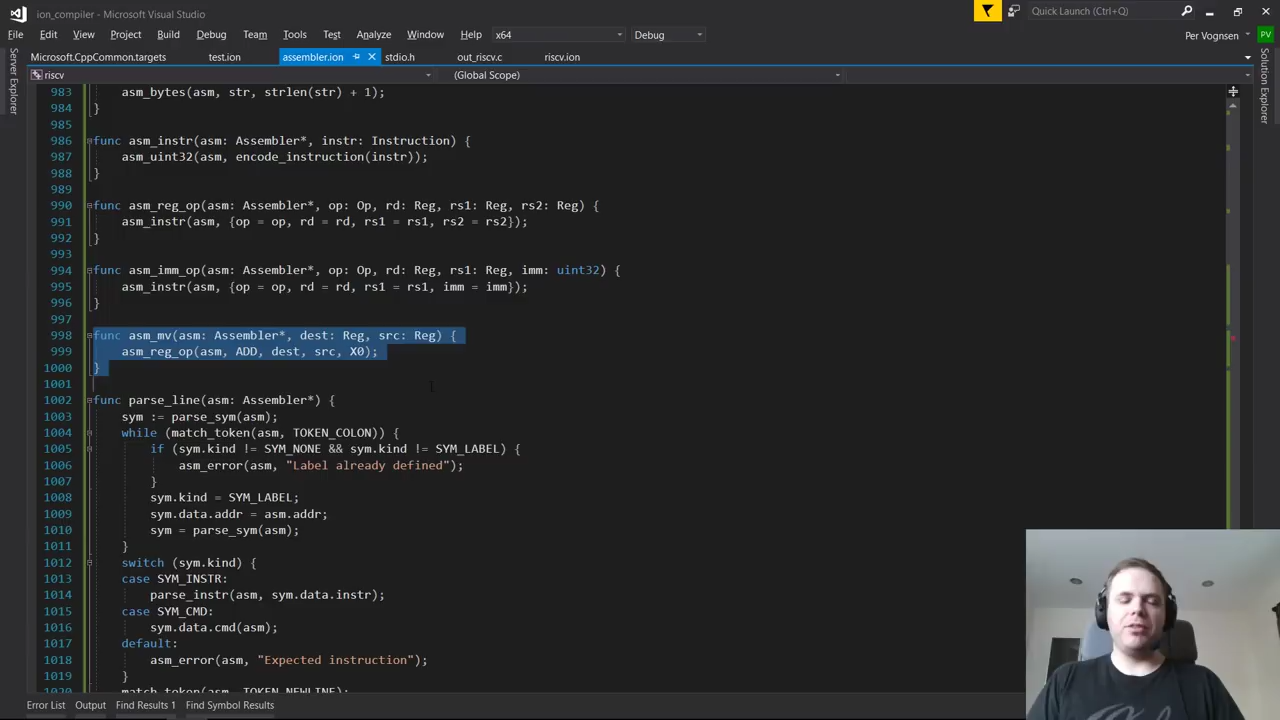 ion_compiler - Microsoft Visual Studio
Quick Launch (Ctrl+Q)
File Edit View Project Build Debug Team Tools Test Analyze Window Help x64 Debug Per Vognsen PV
Microsoft.CppCommon.targets test.ion assembler.ion stdio.h out_riscv.c riscv.ion
riscv (Global Scope)
Server Explorer
Solution Explorer
983 asm_bytes(asm, str, strlen(str) + 1);
984 }
985
986 func asm_instr(asm: Assembler*, instr: Instruction) {
987 asm_uint32(asm, encode_instruction(instr));
988 }
989
990 func asm_reg_op(asm: Assembler*, op: Op, rd: Reg, rs1: Reg, rs2: Reg) {
991 asm_instr(asm, {op = op, rd = rd, rs1 = rs1, rs2 = rs2});
992 }
993
994 func asm_imm_op(asm: Assembler*, op: Op, rd: Reg, rs1: Reg, imm: uint32) {
995 asm_instr(asm, {op = op, rd = rd, rs1 = rs1, imm = imm});
996 }
997
998 func asm_mv(asm: Assembler*, dest: Reg, src: Reg) {
999 asm_reg_op(asm, ADD, dest, src, X0);
1000 }
1001
1002 func parse_line(asm: Assembler*) {
1003 sym := parse_sym(asm);
1004 while (match_token(asm, TOKEN_COLON)) {
1005 if (sym.kind != SYM_NONE && sym.kind != SYM_LABEL) {
1006 asm_error(asm, "Label already defined");
1007 }
1008 sym.kind = SYM_LABEL;
1009 sym.data.addr = asm.addr;
1010 sym = parse_sym(asm);
1011 }
1012 switch (sym.kind) {
1013 case SYM_INSTR:
1014 parse_instr(asm, sym.data.instr);
1015 case SYM_CMD:
1016 sym.data.cmd(asm);
1017 default:
1018 asm_error(asm, "Expected instruction");
1019 }
1020 match_token(asm, TOKEN_NEWLINE);
Error List Output Find Results 1 Find Symbol Results